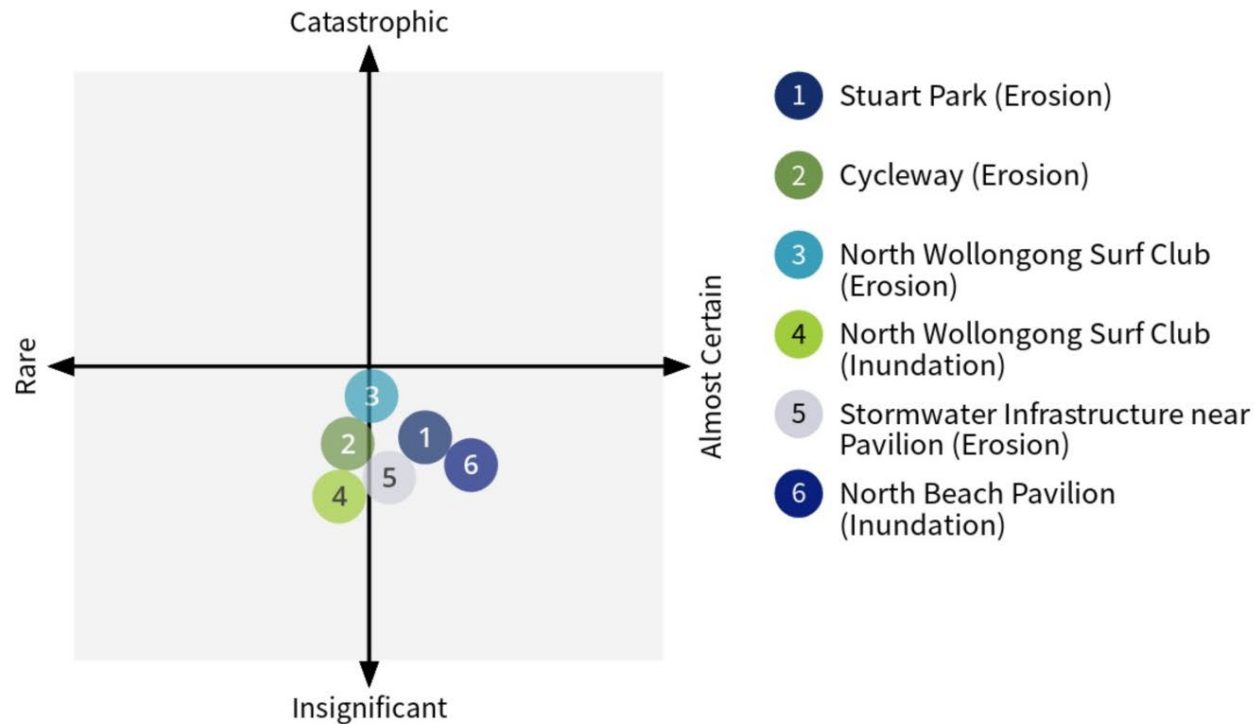 Catastrophic
Rare
Almost Certain
Insignificant
3
2
1
6
5
4
1 Stuart Park (Erosion)
2 Cycleway (Erosion)
3 North Wollongong Surf Club
(Erosion)
4 North Wollongong Surf Club
(Inundation)
5 Stormwater Infrastructure near
Pavilion (Erosion)
6 North Beach Pavilion
(Inundation)